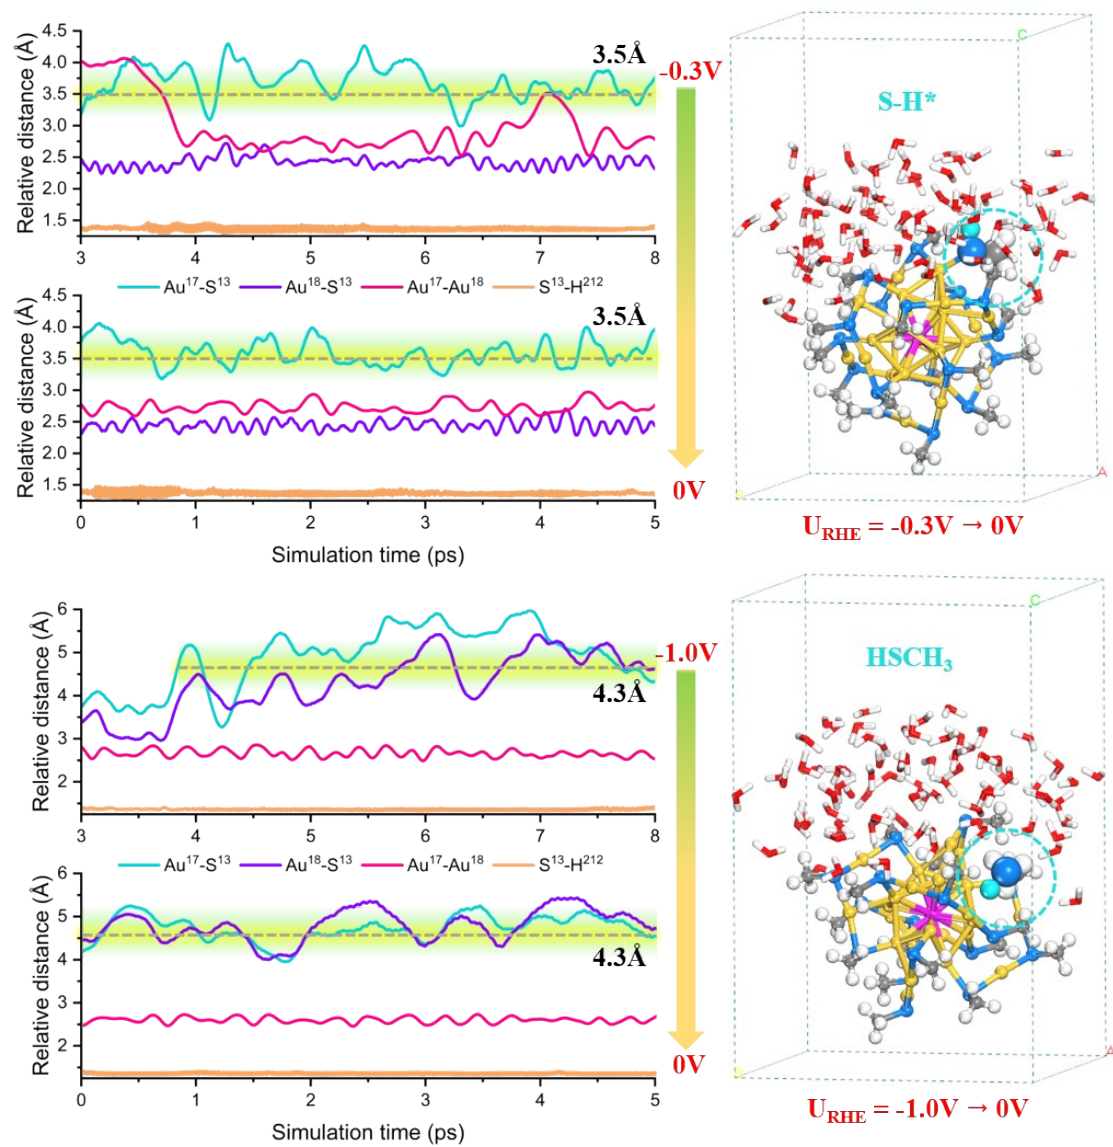 4.5
4.0
3.5
3.0
2.5
2.0
1.5
Relative distance (Å)
3.5Å
3 4 5 6 7 8
Au¹⁷-S¹³ Au¹⁸-S¹³ Au¹⁷-Au¹⁸ S¹³-H²¹²
4.5
4.0
3.5
3.0
2.5
2.0
1.5
Relative distance (Å)
3.5Å
0 1 2 3 4 5
Simulation time (ps)
-0.3V
0V
C
S-H*
A
U_RHE = -0.3V → 0V
6
5
4
3
2
Relative distance (Å)
4.3Å
3 4 5 6 7 8
Au¹⁷-S¹³ Au¹⁸-S¹³ Au¹⁷-Au¹⁸ S¹³-H²¹²
6
5
4
3
2
Relative distance (Å)
4.3Å
0 1 2 3 4 5
Simulation time (ps)
-1.0V
0V
C
HSCH₃
A
U_RHE = -1.0V → 0V